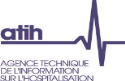 atih
AGENCE TECHNIQUE
DE L'INFORMATION
SUR L'HOSPITALISATION